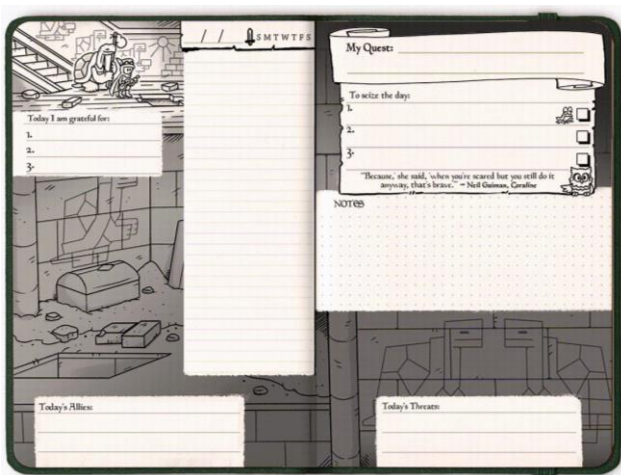 / / S M T W T F S
Today I am grateful for:
1.
2.
3.
Today's Allies:
My Quest:
To seize the day:
1.
2.
3.
"Because,' she said, 'when you're scared but you still do it
anyway, that's brave." – Neil Gaiman, Coraline
NOTES
Today's Threats: